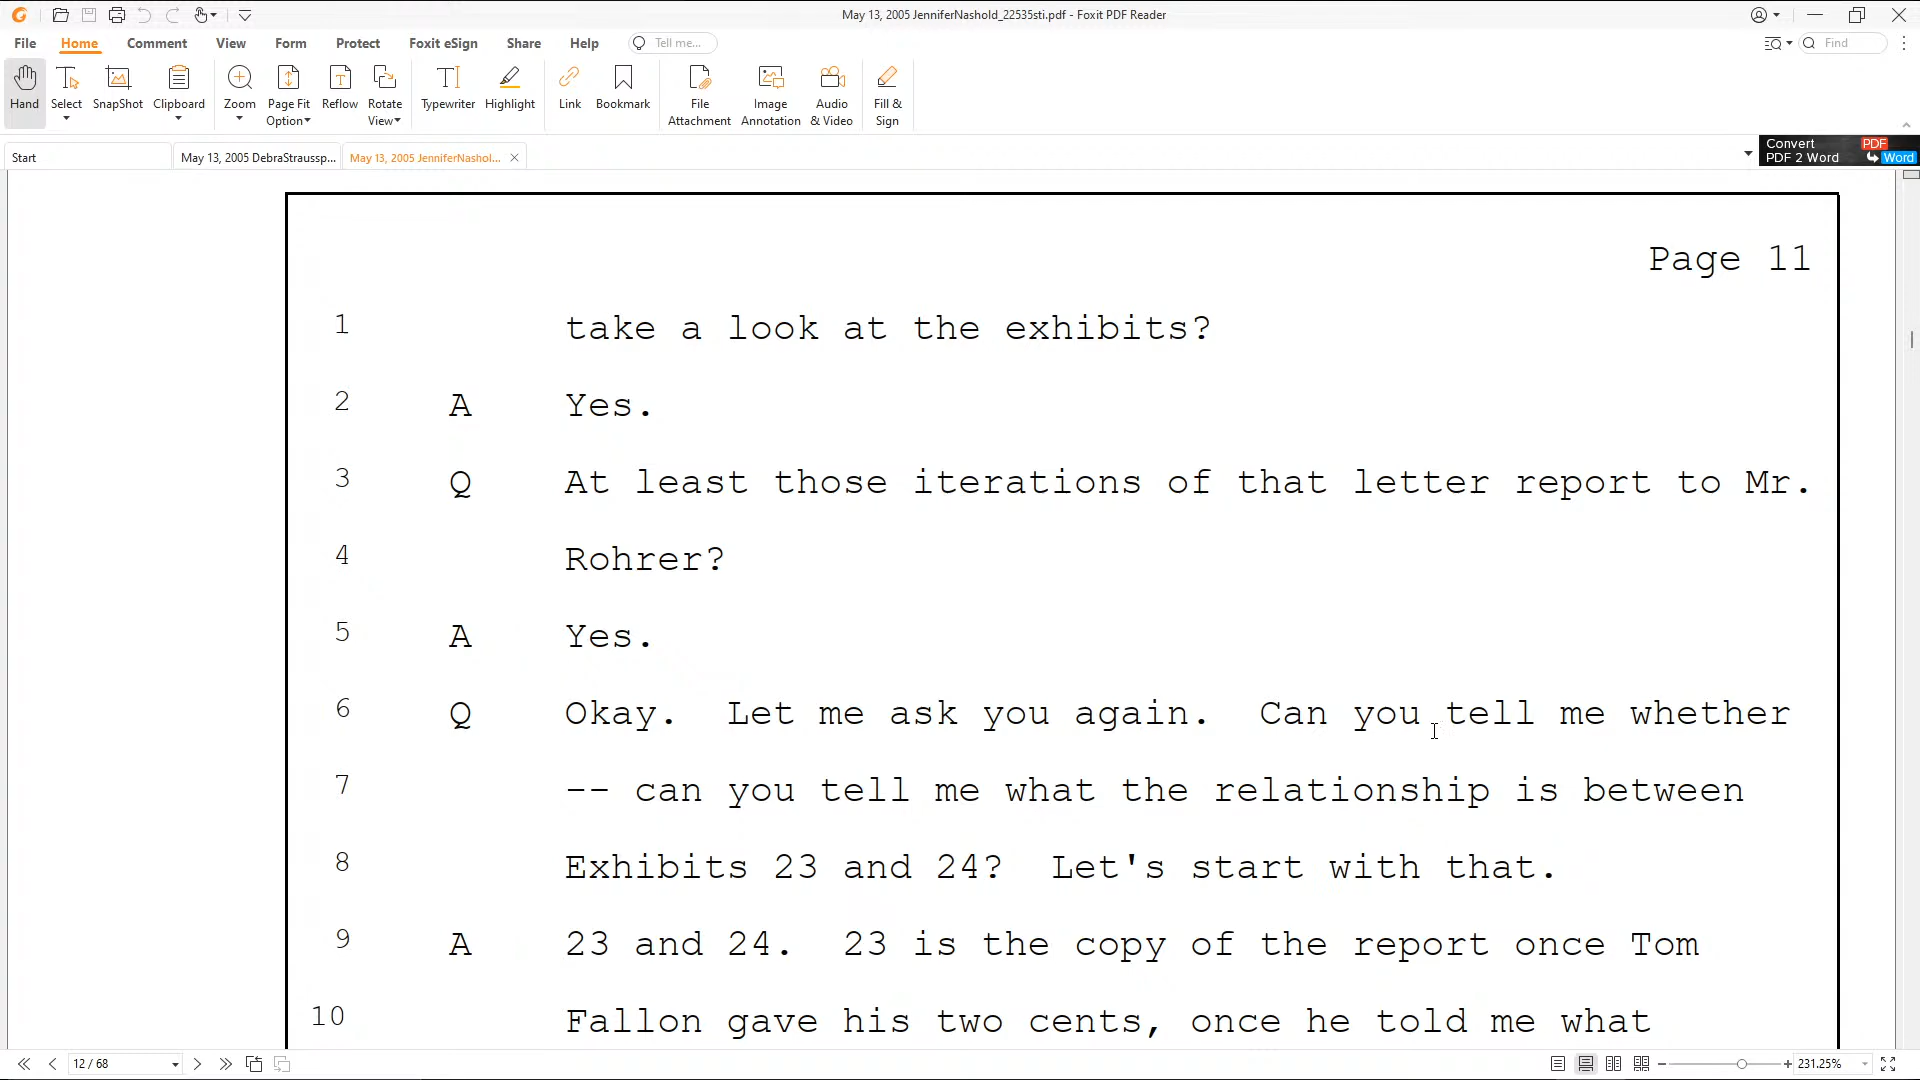 May 13, 2005 JenniferNashold_22535sti.pdf - Foxit PDF Reader
File Home Comment View Form Protect Foxit eSign Share Help Tell me... Find
Hand Select SnapShot Clipboard Zoom Page Fit Option Reflow Rotate View Typewriter Highlight Link Bookmark File Attachment Image Annotation Audio & Video Fill & Sign
Start May 13, 2005 DebraStraussp... May 13, 2005 JenniferNashol... Convert PDF 2 Word PDF Word
Page 11
1 take a look at the exhibits?
2 A Yes.
3 Q At least those iterations of that letter report to Mr.
4 Rohrer?
5 A Yes.
6 Q Okay. Let me ask you again. Can you tell me whether
7 -- can you tell me what the relationship is between
8 Exhibits 23 and 24? Let's start with that.
9 A 23 and 24. 23 is the copy of the report once Tom
10 Fallon gave his two cents, once he told me what
12 / 68 231.25%